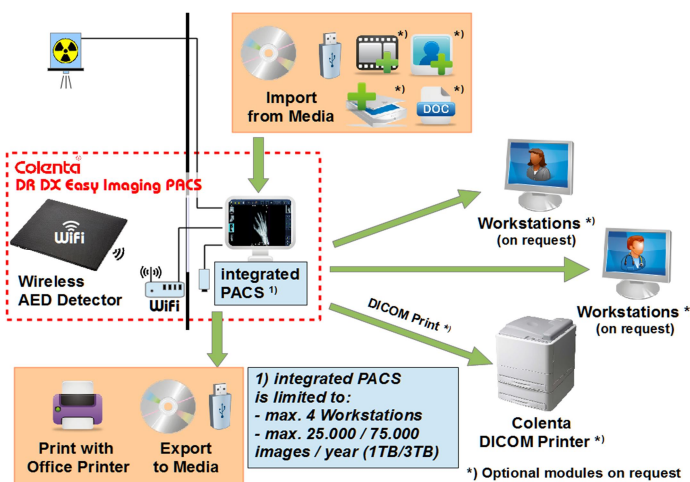 *)
*)
Import
from Media
*)
*)
DOC
Colenta®
DR DX Easy Imaging PACS
WiFi
Wireless
AED Detector
WiFi
integrated
PACS 1)
Workstations *)
(on request)
Workstations *
(on request)
DICOM Print *)
Print with
Office Printer
Export
to Media
1) integrated PACS
is limited to:
- max. 4 Workstations
- max. 25.000 / 75.000
images / year (1TB/3TB)
Colenta
DICOM Printer *)
*) Optional modules on request